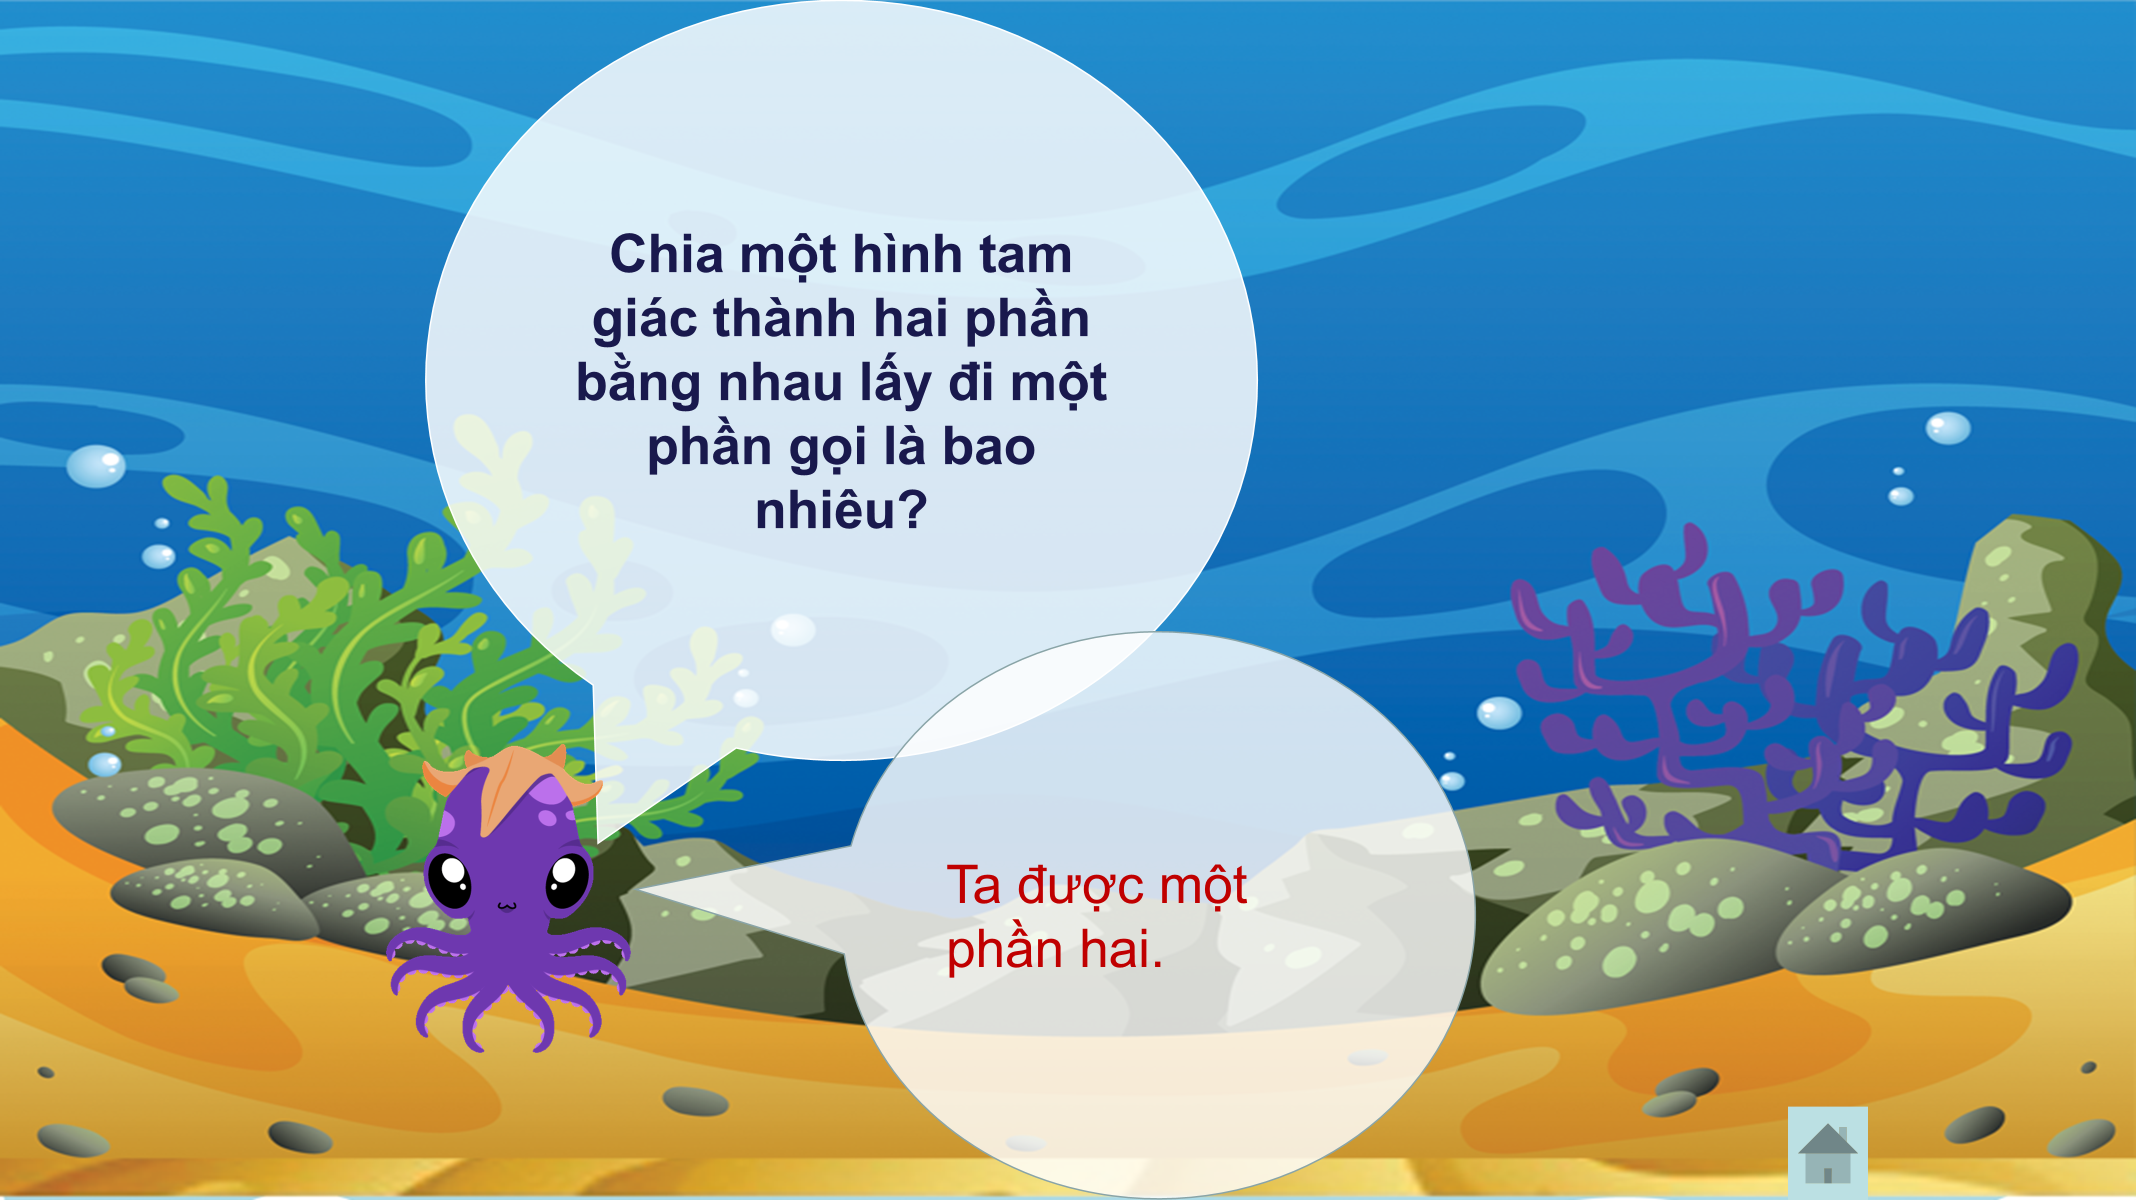 Chia một hình tam
giác thành hai phần
bằng nhau lấy đi một
phần gọi là bao
nhiêu?
Ta được một
phần hai.